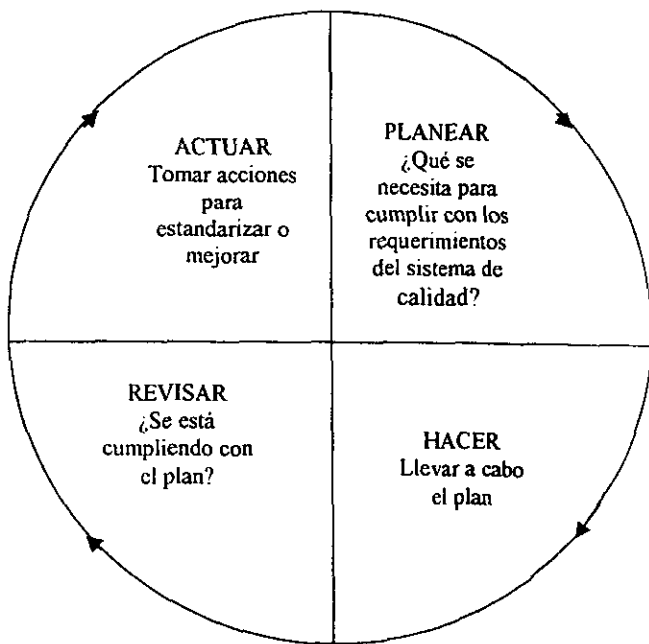 ACTUAR
Tomar acciones
para
estandarizar o
mejorar
PLANEAR
¿Qué se
necesita para
cumplir con los
requerimientos
del sistema de
calidad?
REVISAR
¿Se está
cumpliendo con
el plan?
HACER
Llevar a cabo
el plan